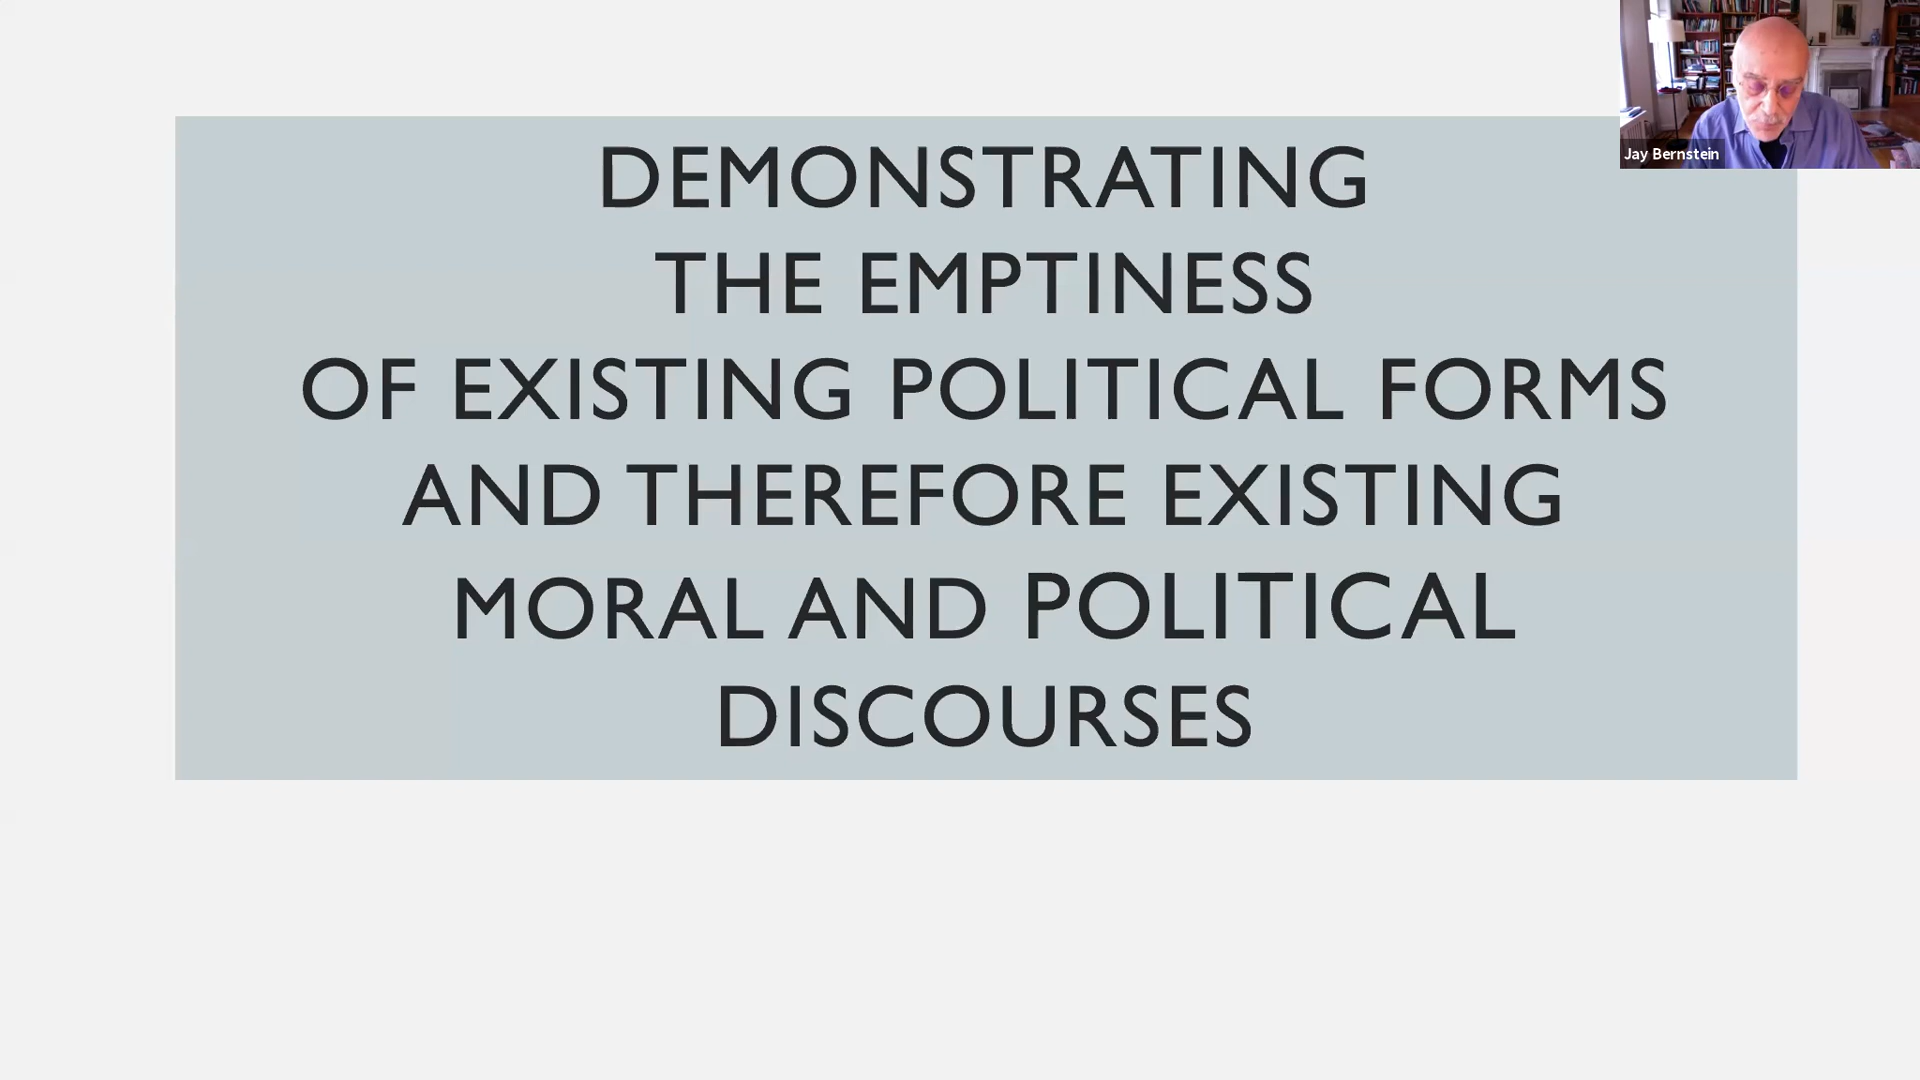 DEMONSTRATING
THE EMPTINESS
OF EXISTING POLITICAL FORMS
AND THEREFORE EXISTING
MORAL AND POLITICAL
DISCOURSES
Jay Bernstein